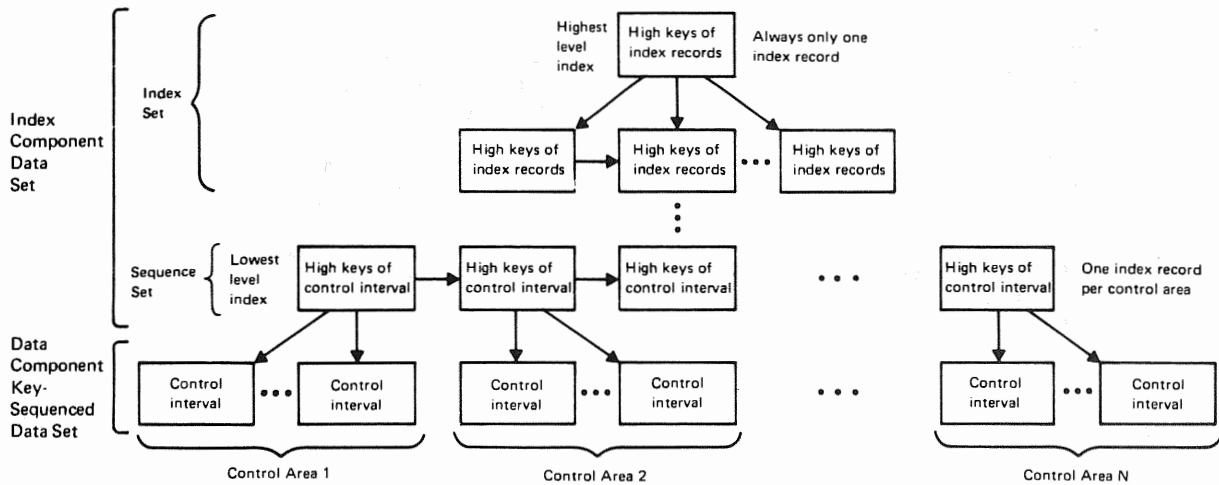 Highest
level
index
High keys of
index records
Always only one
index record
Index
Set
Index
Component
Data
Set
High keys of
index records
High keys of
index records
High keys of
index records
Sequence
Set
Lowest
level
index
High keys of
control interval
High keys of
control interval
High keys of
control interval
High keys of
control interval
One index record
per control area
Data
Component
Key-
Sequenced
Data Set
Control
interval
Control
interval
Control
interval
Control
interval
Control
interval
Control
interval
Control Area 1
Control Area 2
Control Area N